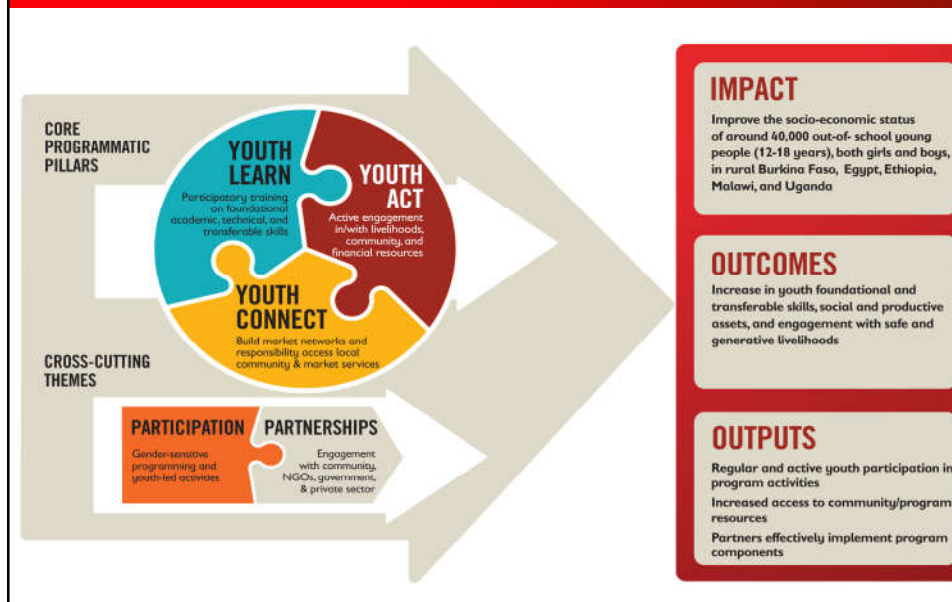 CORE
PROGRAMMATIC
PILLARS
YOUTH
LEARN
Participatory training
on foundational
academic, technical, and
transferable skills
YOUTH
ACT
Active engagement
in/with livelihoods,
community, and
financial resources
YOUTH
CONNECT
Build market networks and
responsibility access local
community & market services
CROSS-CUTTING
THEMES
PARTICIPATION
Gender-sensitive
programming and
youth-led activities
PARTNERSHIPS
Engagement
with community,
NGOs, government,
& private sector
IMPACT
Improve the socio-economic status
of around 40,000 out-of- school young
people (12-18 years), both girls and boys,
in rural Burkina Faso, Egypt, Ethiopia,
Malawi, and Uganda
OUTCOMES
Increase in youth foundational and
transferable skills, social and productive
assets, and engagement with safe and
generative livelihoods
OUTPUTS
Regular and active youth participation in
program activities
Increased access to community/program
resources
Partners effectively implement program
components